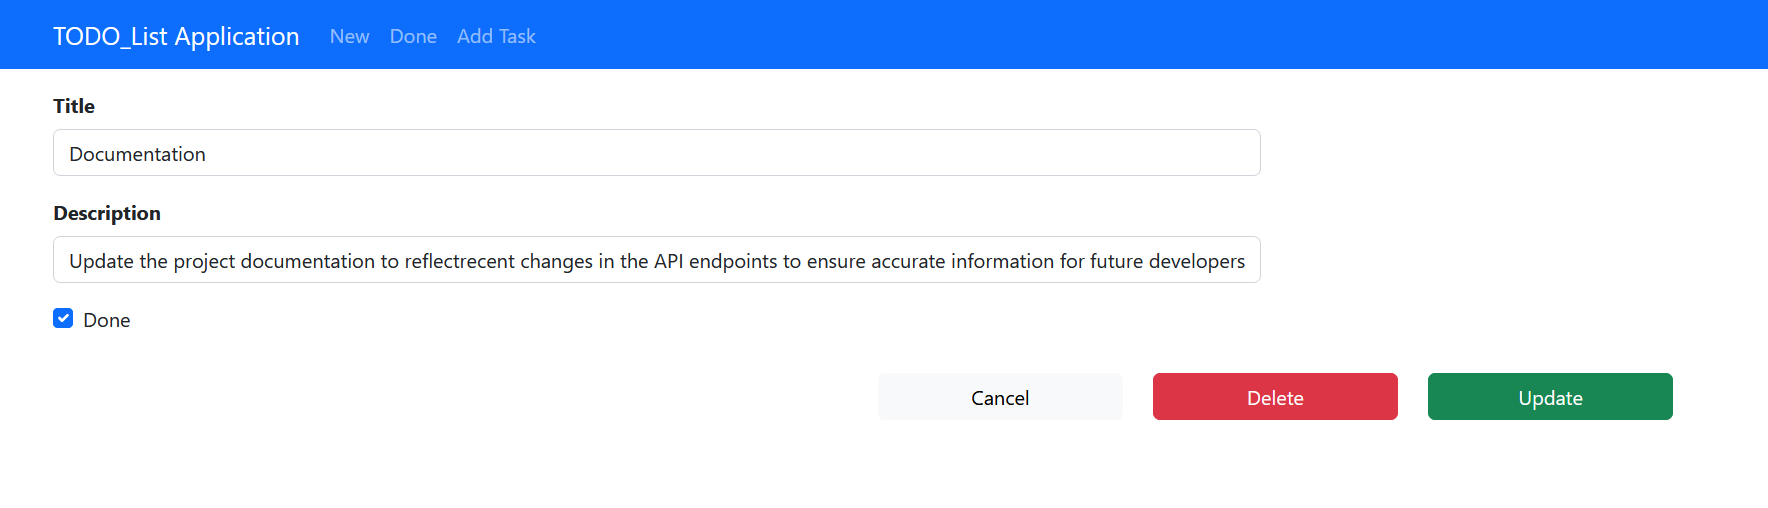 TODO_List Application New Done Add Task
Title
Documentation
Description
Update the project documentation to reflectrecent changes in the API endpoints to ensure accurate information for future developers
Done
Cancel Delete Update